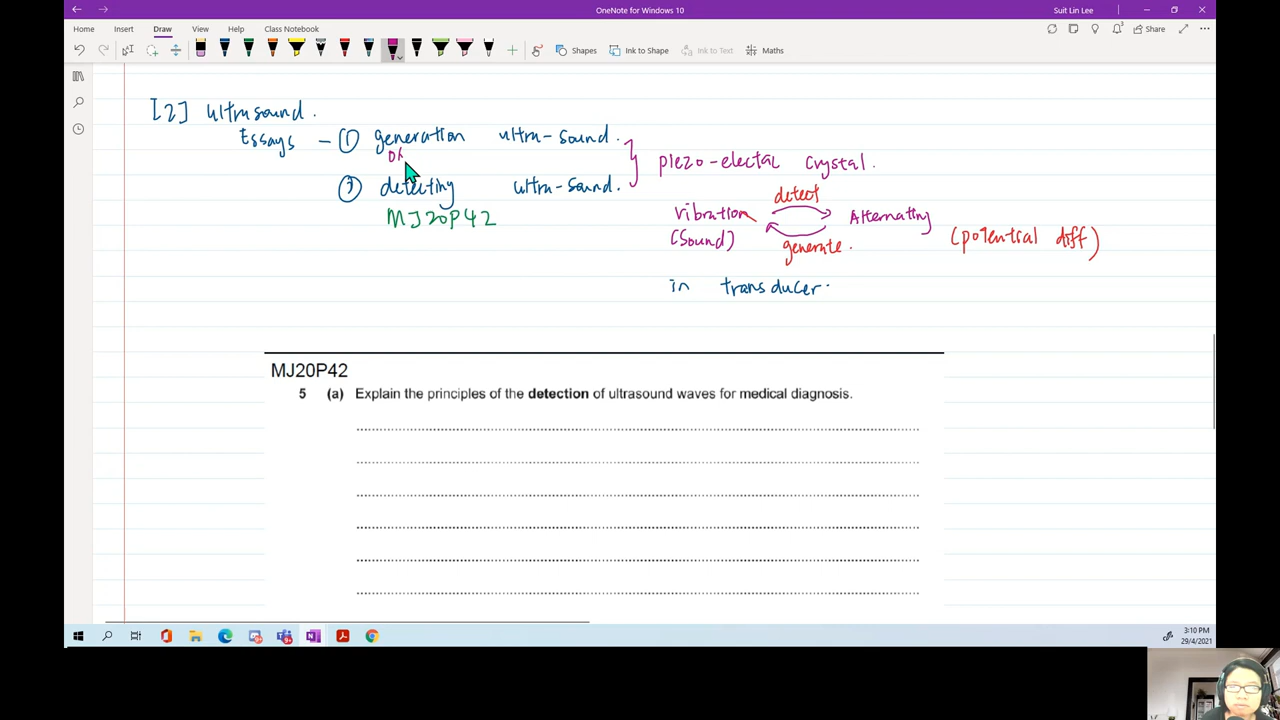 OneNote for Windows 10
Suit Lin Lee
Home Insert Draw View Help Class Notebook
Share
Shapes Ink to Shape Ink to Text Maths
[2] Ultrasound.
Essays - ① generation ultra-sound.
detecting ultra-sound.
MJ20P42
piezo-electac crystal.
detect
vibration Alternating
(sound) generate. (potential diff)
in transducer.
MJ20P42
5 (a) Explain the principles of the detection of ultrasound waves for medical diagnosis.
3:10 PM
29/4/2021